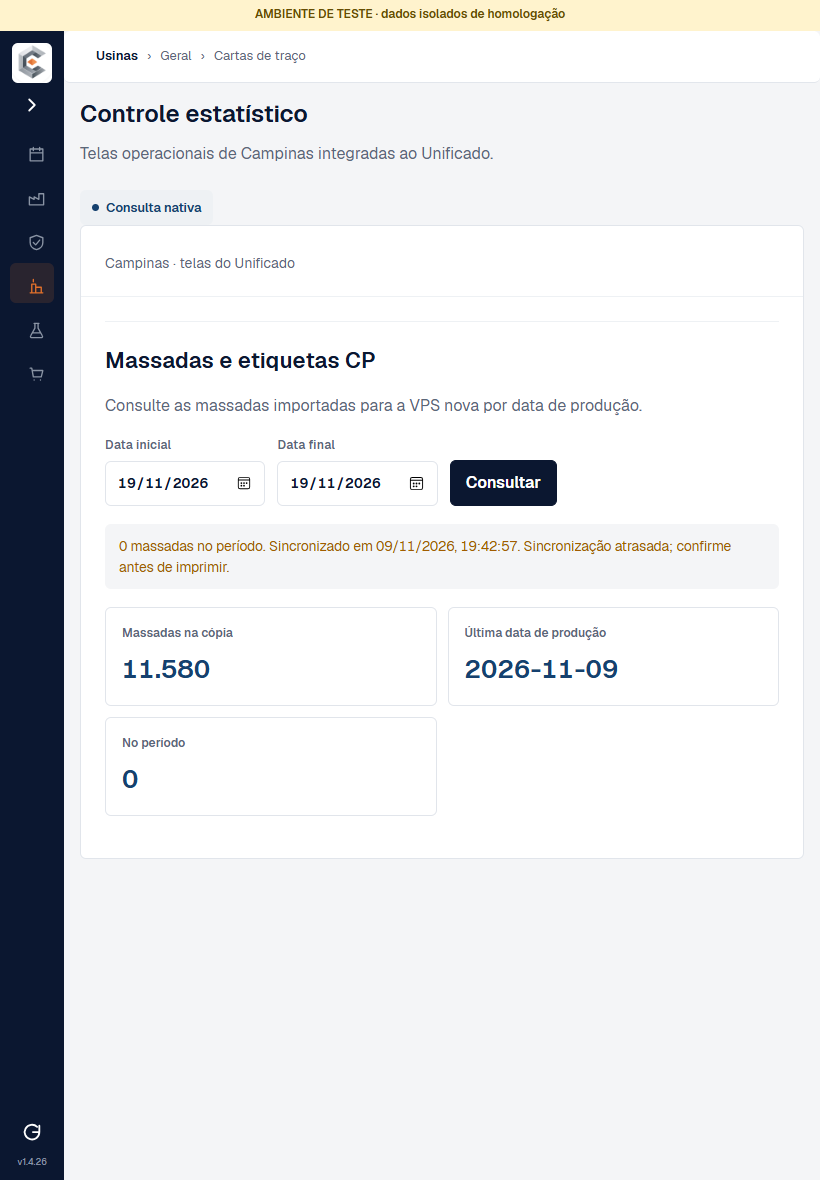 AMBIENTE DE TESTE · dados isolados de homologação
Usinas › Geral › Cartas de traço
Controle estatístico
Telas operacionais de Campinas integradas ao Unificado.
Consulta nativa
Campinas · telas do Unificado
Massadas e etiquetas CP
Consulte as massadas importadas para a VPS nova por data de produção.
Data inicial
Data final
19/11/2026
19/11/2026
Consultar
0 massadas no período. Sincronizado em 09/11/2026, 19:42:57. Sincronização atrasada; confirme
antes de imprimir.
Massadas na cópia
11.580
Última data de produção
2026-11-09
No período
0
v1.4.26